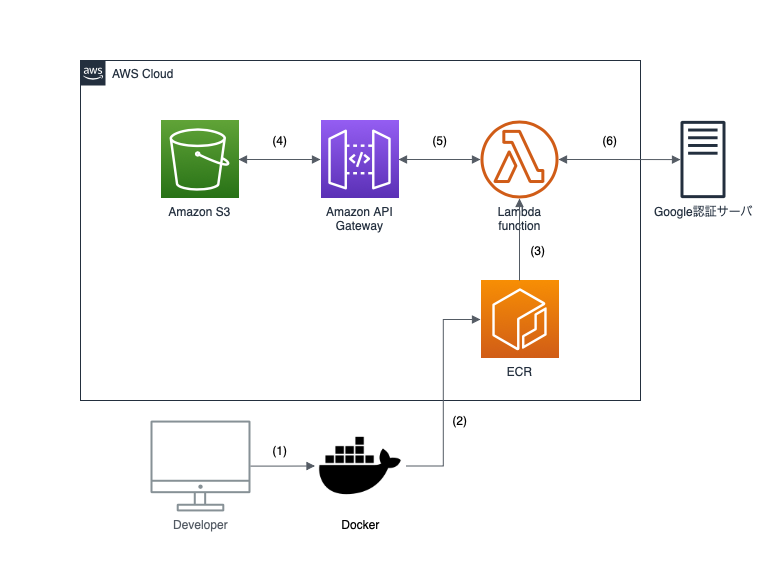 aws
AWS Cloud
(4)
(5)
(6)
</>
Amazon S3
Amazon API
Gateway
Lambda
function
Google認証サーバ
(3)
ECR
(2)
(1)
Developer
Docker